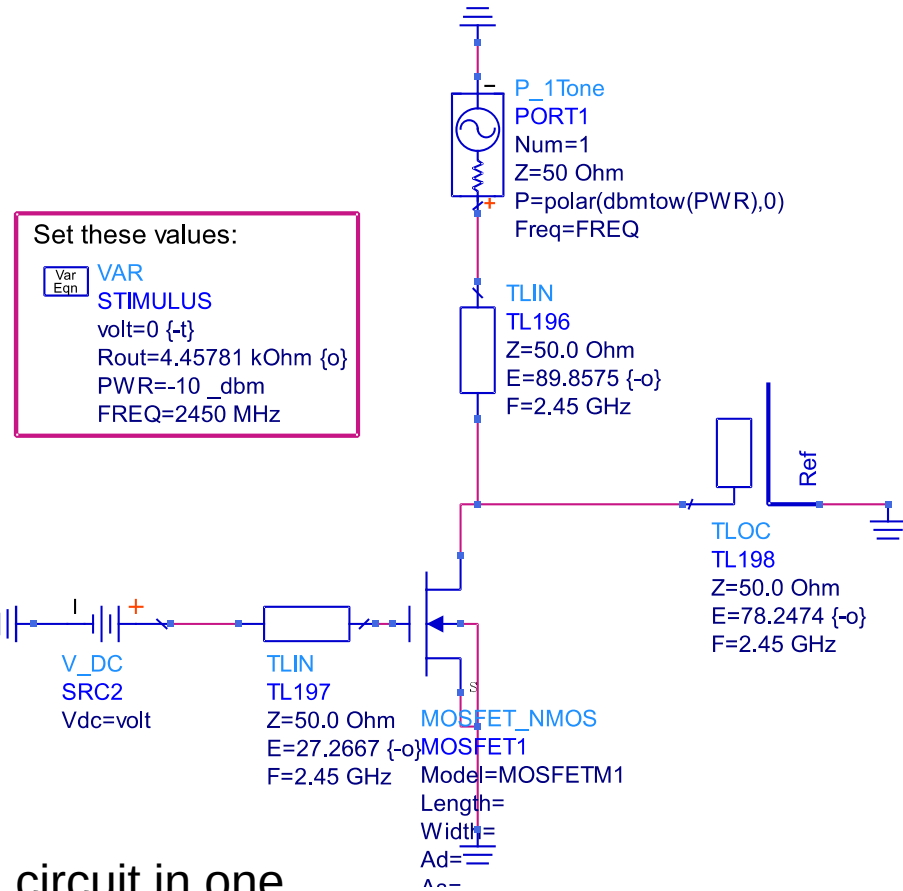 P_1Tone
PORT1
Num=1
Z=50 Ohm
P=polar(dbmtow(PWR),0)
Freq=FREQ
Set these values:
Var
Eqn
VAR
STIMULUS
volt=0 {-t}
Rout=4.45781 kOhm {o}
PWR=-10 _dbm
FREQ=2450 MHz
TLIN
TL196
Z=50.0 Ohm
E=89.8575 {-o}
F=2.45 GHz
Ref
TLOC
TL198
Z=50.0 Ohm
E=78.2474 {-o}
F=2.45 GHz
V_DC
SRC2
Vdc=volt
TLIN
TL197
Z=50.0 Ohm
E=27.2667 {-o}
F=2.45 GHz
S
MOSFET_NMOS
MOSFET1
Model=MOSFETM1
Length=
Width=
Ad=
circuit in one